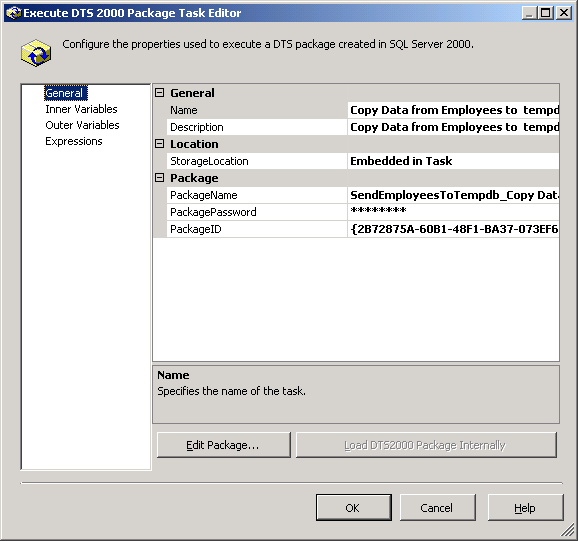 Execute DTS 2000 Package Task Editor
Configure the properties used to execute a DTS package created in SQL Server 2000.
General
Inner Variables
Outer Variables
Expressions
General
Name Copy Data from Employees to tempd
Description Copy Data from Employees to tempd
Location
StorageLocation Embedded in Task
Package
PackageName SendEmployeesToTempdb_Copy Data
PackagePassword ********
PackageID {2B72875A-60B1-48F1-BA37-073EF6
Name
Specifies the name of the task.
Edit Package...
Load DTS2000 Package Internally
OK
Cancel
Help